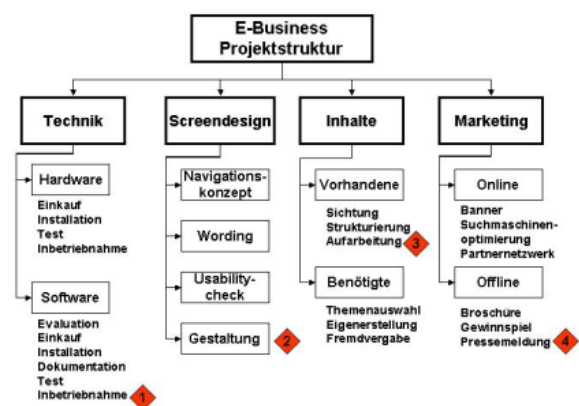 E-Business
Projektstruktur
Technik
Screendesign
Inhalte
Marketing
Hardware
Einkauf
Installation
Test
Inbetriebnahme
Software
Evaluation
Einkauf
Installation
Dokumentation
Test
Inbetriebnahme
1
Navigations-
konzept
Wording
Usability-
check
Gestaltung
2
Vorhandene
Sichtung
Strukturierung
Aufarbeitung
3
Benötigte
Themenauswahl
Eigenerstellung
Fremdvergabe
Online
Banner
Suchmaschinen-
optimierung
Partnernetzwerk
Offline
Broschüre
Gewinnspiel
Pressemeldung
4